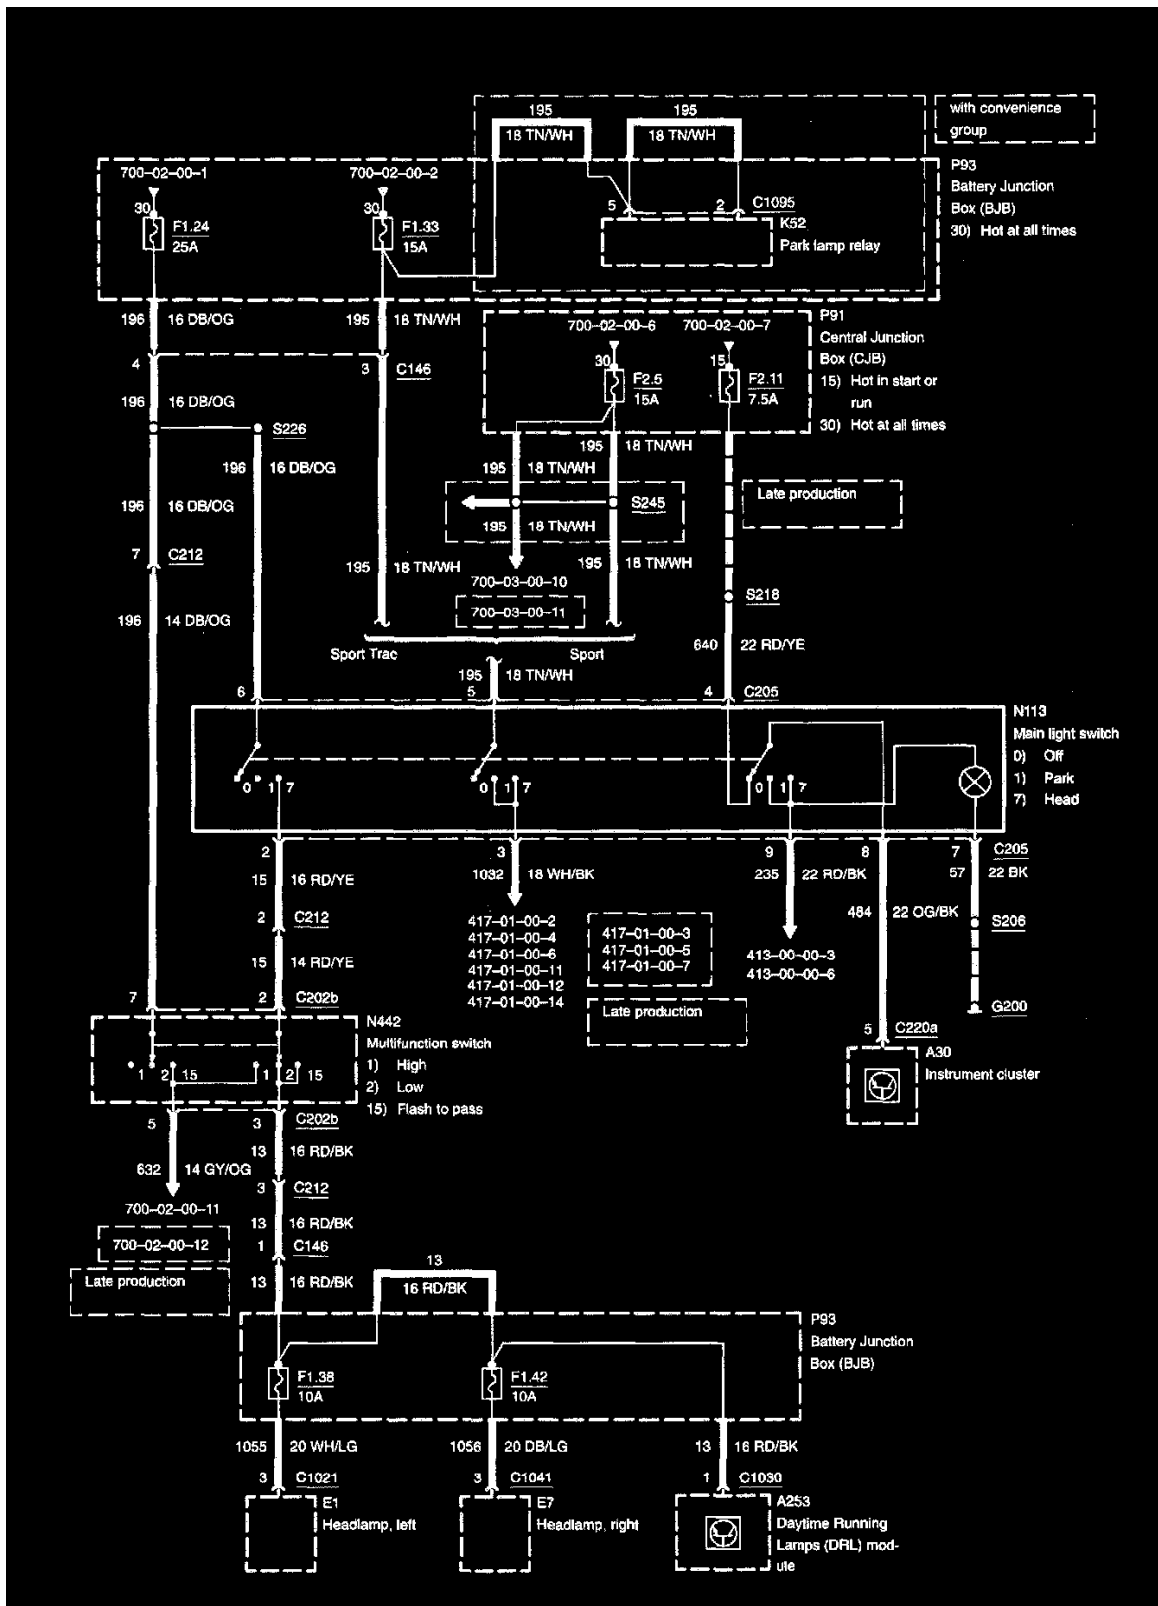 195
195
18 TN/WH
18 TN/WH
with convenience
group
700-02-00-1
700-02-00-2
P93
Battery Junction
Box (BJB)
30) Hot at all times
30
F1.24
25A
30
F1.33
15A
5
2
C1095
K52
Park lamp relay
196
16 DB/OG
195
18 TN/WH
P91
Central Junction
Box (CJB)
15) Hot in start or
run
30) Hot at all times
700-02-00-6
700-02-00-7
4
3
C146
30
F2.5
15A
15
F2.11
7.5A
196
16 DB/OG
S226
195
18 TN/WH
196
16 DB/OG
195
18 TN/WH
196
16 DB/OG
S245
Late production
195
18 TN/WH
7
C212
195
18 TN/WH
195
18 TN/WH
700-03-00-10
700-03-00-11
S218
196
14 DB/OG
Sport Trac
Sport
640
22 RD/YE
195
18 TN/WH
6
5
4
C205
N113
Main light switch
0) Off
1) Park
7) Head
0
1
7
0
1
7
0
1
7
2
3
9
8
7
C205
15
16 RD/YE
1032
18 WH/BK
235
22 RD/BK
57
22 BK
2
C212
484
22 OG/BK
S206
417-01-00-2
417-01-00-4
417-01-00-6
417-01-00-11
417-01-00-12
417-01-00-14
417-01-00-3
417-01-00-5
417-01-00-7
Late production
413-00-00-3
413-00-00-6
15
14 RD/YE
7
2
C202b
G200
5
C220a
A30
Instrument cluster
N442
Multifunction switch
1) High
2) Low
15) Flash to pass
1
2
15
1
2
15
5
3
C202b
13
16 RD/BK
632
14 GY/OG
3
C212
700-02-00-11
13
16 RD/BK
700-02-00-12
1
C146
Late production
13
16 RD/BK
13
16 RD/BK
P93
Battery Junction
Box (BJB)
F1.38
10A
F1.42
10A
1055
20 WH/LG
1056
20 DB/LG
13
16 RD/BK
3
C1021
3
C1041
1
C1030
E1
Headlamp, left
E7
Headlamp, right
A253
Daytime Running
Lamps (DRL) mod-
ule